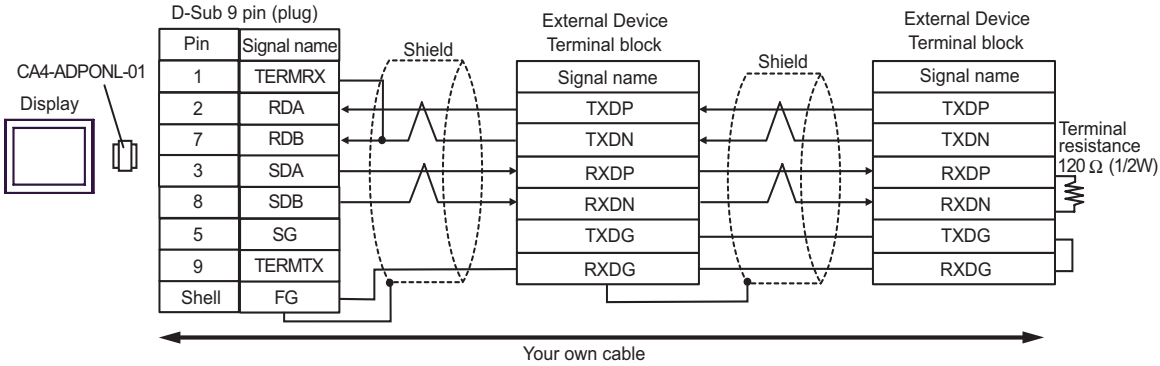 D-Sub 9 pin (plug)
External Device
Terminal block
External Device
Terminal block
Pin Signal name
Shield
Signal name
Shield
Signal name
CA4-ADPONL-01
Display
1 TERMRX
2 RDA
TXDP
TXDP
7 RDB
TXDN
TXDN
3 SDA
RXDP
RXDP
8 SDB
RXDN
RXDN
5 SG
TXDG
TXDG
9 TERMTX
RXDG
RXDG
Shell FG
Terminal
resistance
120 Ω (1/2W)
Your own cable